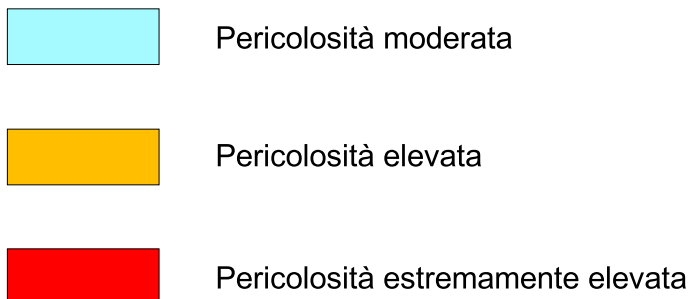 Pericolosità moderata
Pericolosità elevata
Pericolosità estremamente elevata